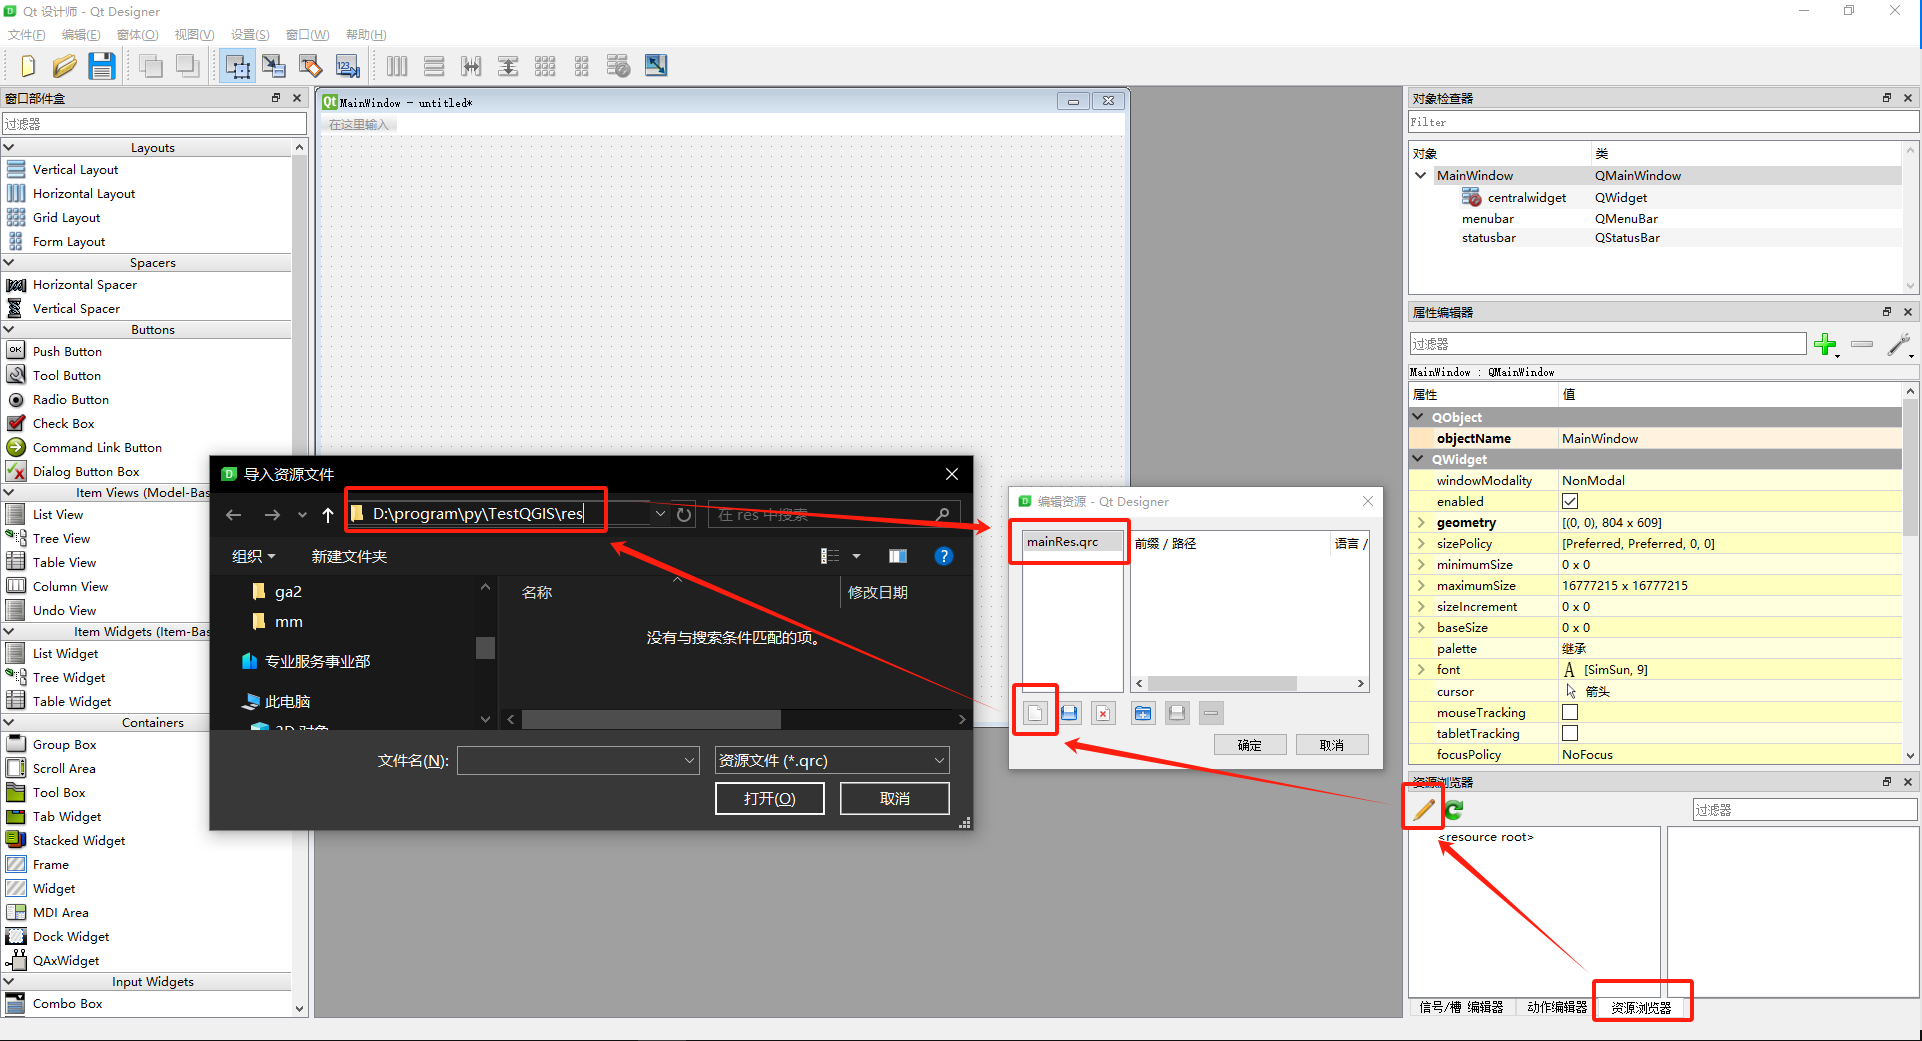 Qt 设计师 - Qt Designer
文件(F) 编辑(E) 窗体(O) 视图(V) 设置(S) 窗口(W) 帮助(H)
窗口部件盒
过滤器
Layouts
Vertical Layout
Horizontal Layout
Grid Layout
Form Layout
Spacers
Horizontal Spacer
Vertical Spacer
Buttons
Push Button
Tool Button
Radio Button
Check Box
Command Link Button
Dialog Button Box
Item Views (Model-Bas
List View
Tree View
Table View
Column View
Undo View
Item Widgets (Item-Bas
List Widget
Tree Widget
Table Widget
Containers
Group Box
Scroll Area
Tool Box
Tab Widget
Stacked Widget
Frame
Widget
MDI Area
Dock Widget
QAxWidget
Input Widgets
Combo Box
MainWindow - untitled*
在这里输入
导入资源文件
D:\program\py\TestQGIS\res
在 res 中搜索
组织 新建文件夹
ga2
mm
专业服务事业部
此电脑
3D 对象
名称 修改日期
没有与搜索条件匹配的项。
文件名(N): 资源文件 (*.qrc)
打开(O) 取消
编辑资源 - Qt Designer
mainRes.qrc
前缀 / 路径 语言 /
确定 取消
对象检查器
Filter
对象 类
MainWindow QMainWindow
centralwidget QWidget
menubar QMenuBar
statusbar QStatusBar
属性编辑器
过滤器
MainWindow : QMainWindow
属性 值
QObject
objectName MainWindow
QWidget
windowModality NonModal
enabled
geometry [(0, 0), 804 x 609]
sizePolicy [Preferred, Preferred, 0, 0]
minimumSize 0 x 0
maximumSize 16777215 x 16777215
sizeIncrement 0 x 0
baseSize 0 x 0
palette 继承
font A [SimSun, 9]
cursor 箭头
mouseTracking
tabletTracking
focusPolicy NoFocus
资源浏览器
过滤器
<resource root>
信号/槽 编辑器 动作编辑器 资源浏览器